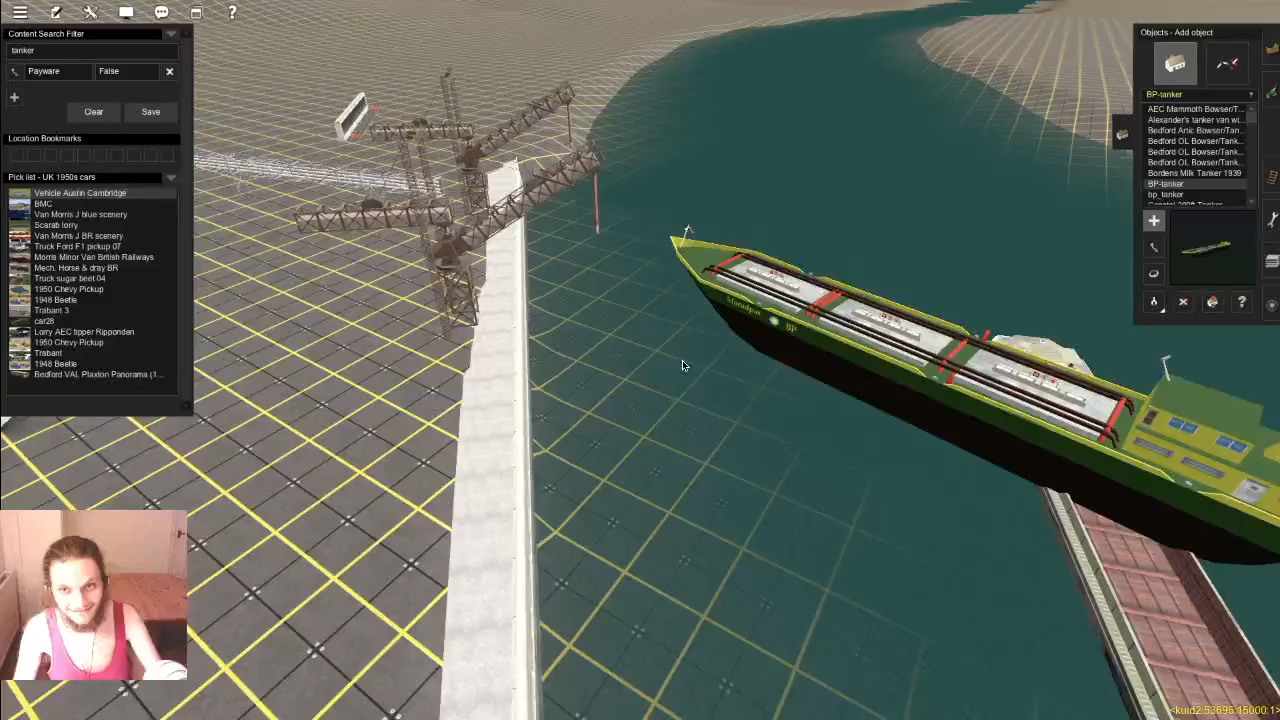 ?
Content Search Filter
tanker
Payware False
Clear Save
Location Bookmarks
Pick list - UK 1950s cars
Vehicle Austin Cambridge
BMC
Van Morris J blue scenery
Scarab lorry
Van Morris J BR scenery
Truck Ford F1 pickup 07
Morris Minor Van British Railways
Mech. Horse & dray BR
Truck sugar beet 04
1950 Chevy Pickup
1948 Beetle
Trabant 3
car28
Lorry AEC tipper Ripponden
1950 Chevy Pickup
Trabant
1948 Beetle
Bedford VAL Plaxton Panorama (1...
Objects - Add object
BP-tanker
AEC Mammoth Bowser/T...
Alexander's tanker van wi...
Bedford Artic Bowser/Tan...
Bedford OL Bowser/Tank...
Bedford OL Bowser/Tank...
Bedford OL Bowser/Tank...
Bordens Milk Tanker 1939
BP-tanker
bp_tanker
?
BP
<kuid2:53695:15000:1>